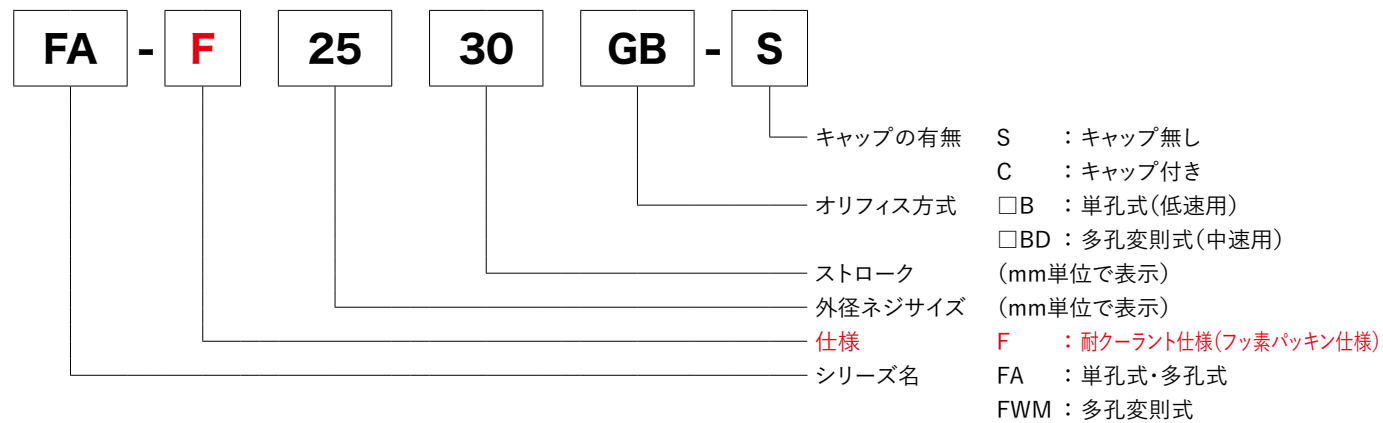 FA - F 25 30 GB - S
キャップの有無 S ：キャップ無し
C ：キャップ付き
オリフィス方式 □B ：単孔式(低速用)
□BD ：多孔変則式(中速用)
ストローク (mm単位で表示)
外径ネジサイズ (mm単位で表示)
仕様 F ：耐クーラント仕様(フッ素パッキン仕様)
シリーズ名 FA ：単孔式・多孔式
FWM ：多孔変則式